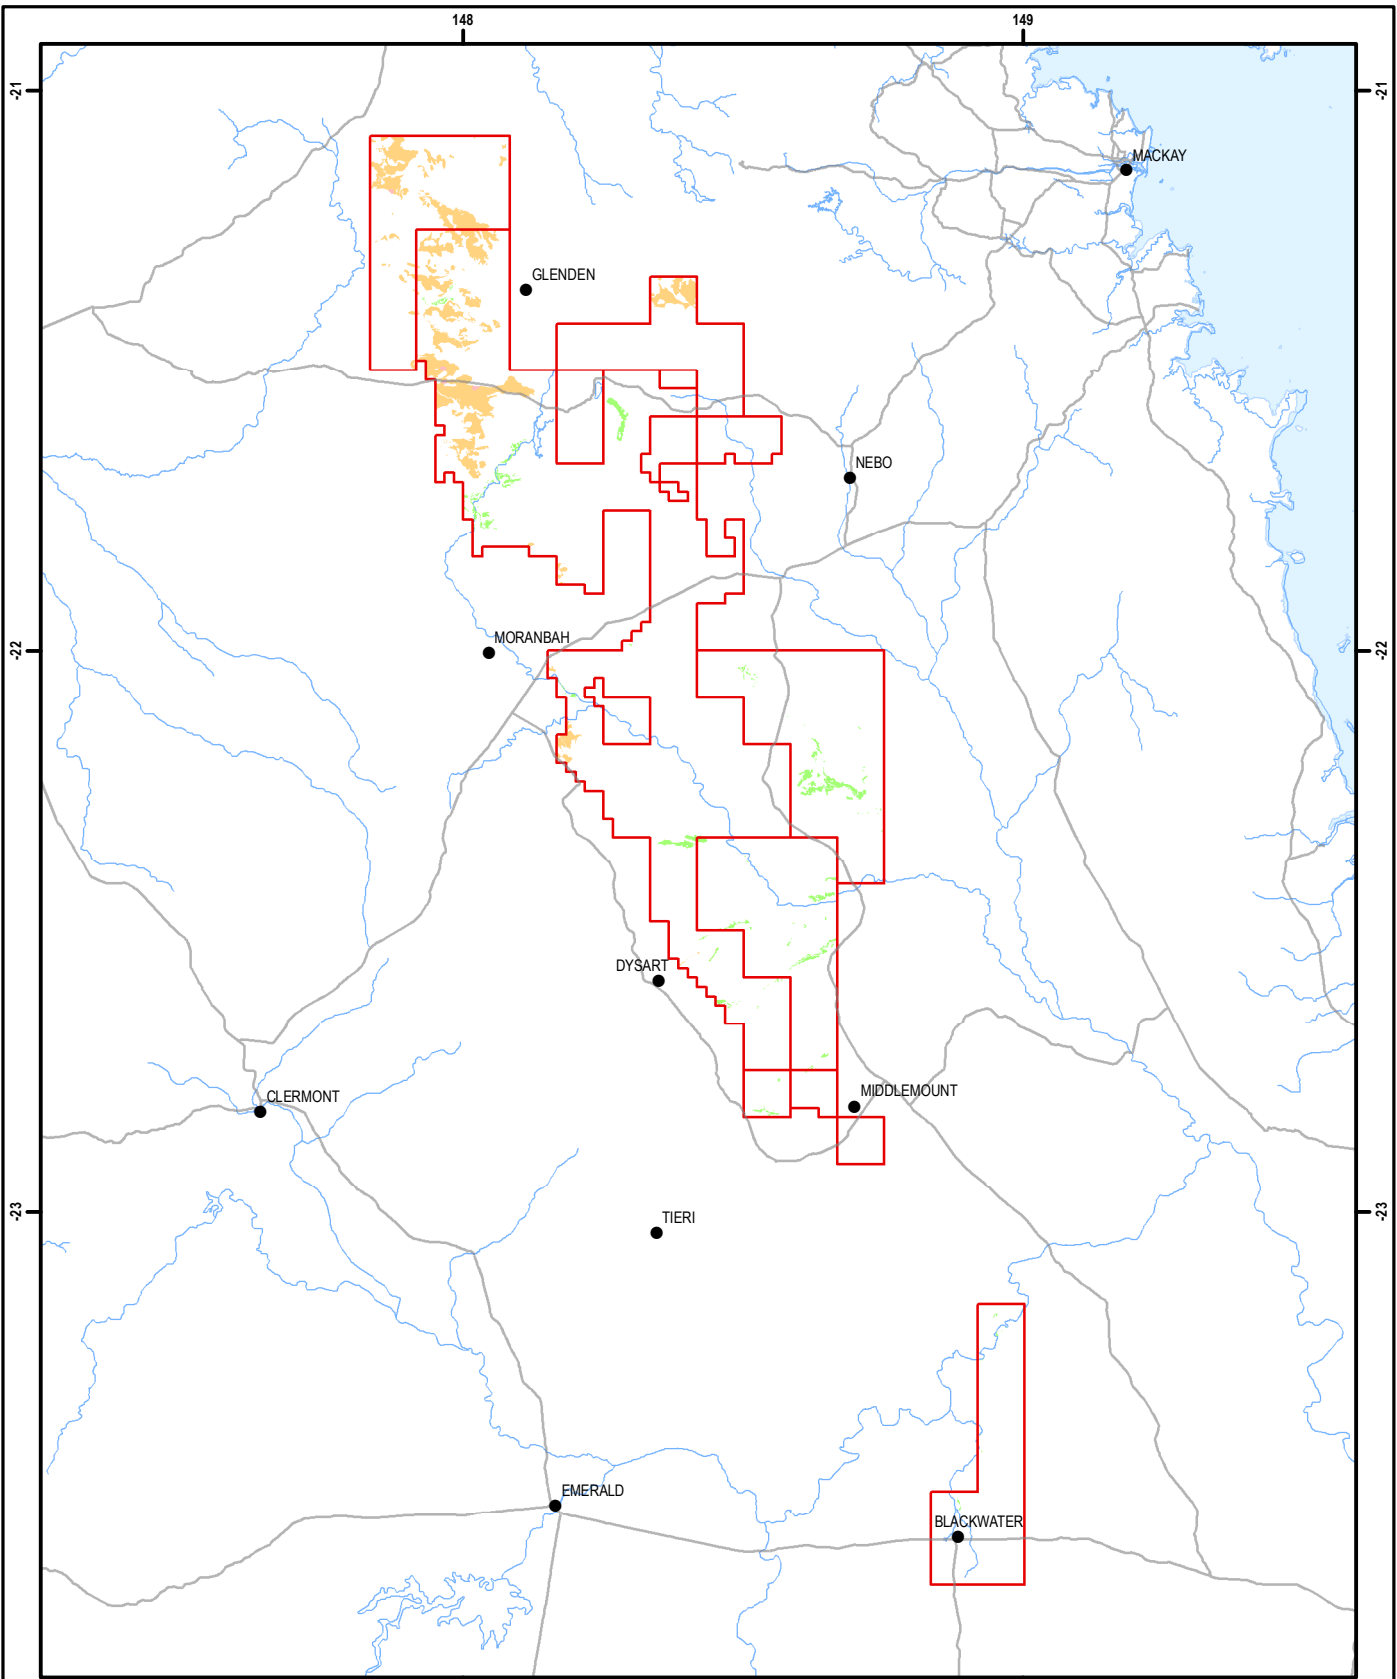 148
149
-21
-21
MACKAY
GLENDEN
NEBO
MORANBAH
-22
-22
DYSART
CLERMONT
MIDDLEMOUNT
-23
-23
TIERI
EMERALD
BLACKWATER